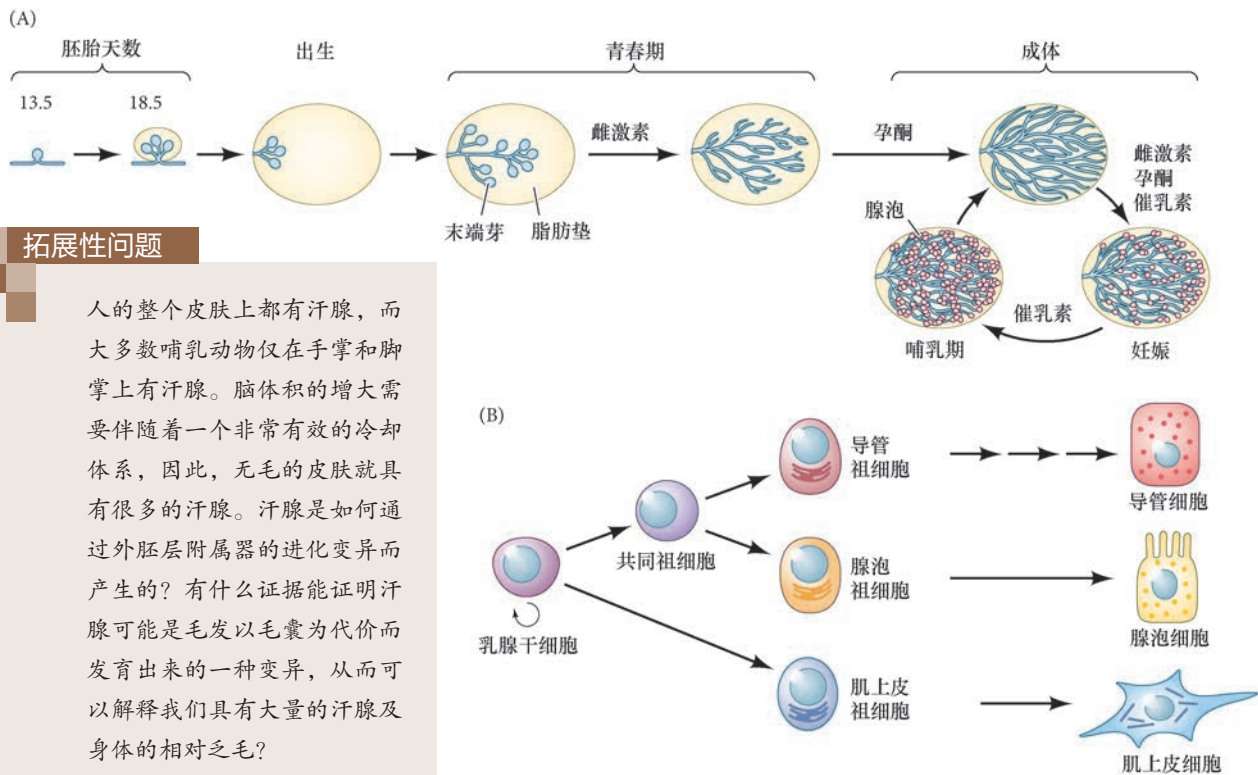 (A)
胚胎天数
出生
青春期
成体
13.5
18.5
雌激素
孕酮
雌激素
孕酮
催乳素
末端芽
脂肪垫
腺泡
催乳素
哺乳期
妊娠
拓展性问题
人的整个皮肤上都有汗腺，而
大多数哺乳动物仅在手掌和脚
掌上有汗腺。脑体积的增大需
要伴随着一个非常有效的冷却
体系，因此，无毛的皮肤就具
有很多的汗腺。汗腺是如何通
过外胚层附属器的进化变异而
产生的？有什么证据能证明汗
腺可能是毛发以毛囊为代价而
发育出来的一种变异，从而可
以解释我们具有大量的汗腺及
身体的相对乏毛？
(B)
乳腺干细胞
共同祖细胞
导管
祖细胞
导管细胞
腺泡
祖细胞
腺泡细胞
肌上皮
祖细胞
肌上皮细胞